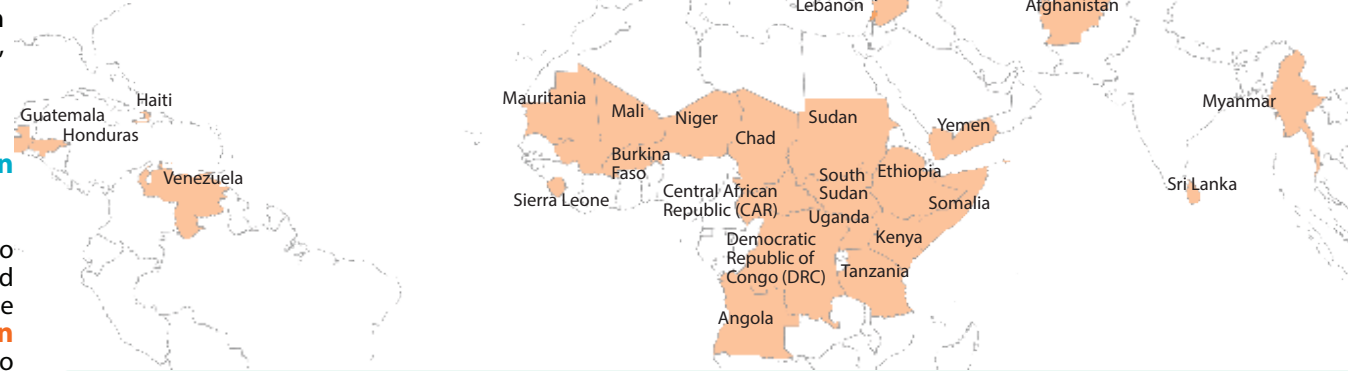 n
,
n
o
d
e
n
o
Lebanon
Afghanistan
Haiti
Guatemala
Honduras
Venezuela
Mauritania
Mali
Niger
Chad
Sudan
Yemen
Myanmar
Burkina
Faso
Sierra Leone
Central African
Republic (CAR)
South
Sudan
Ethiopia
Somalia
Sri Lanka
Uganda
Kenya
Democratic
Republic of
Congo (DRC)
Tanzania
Angola